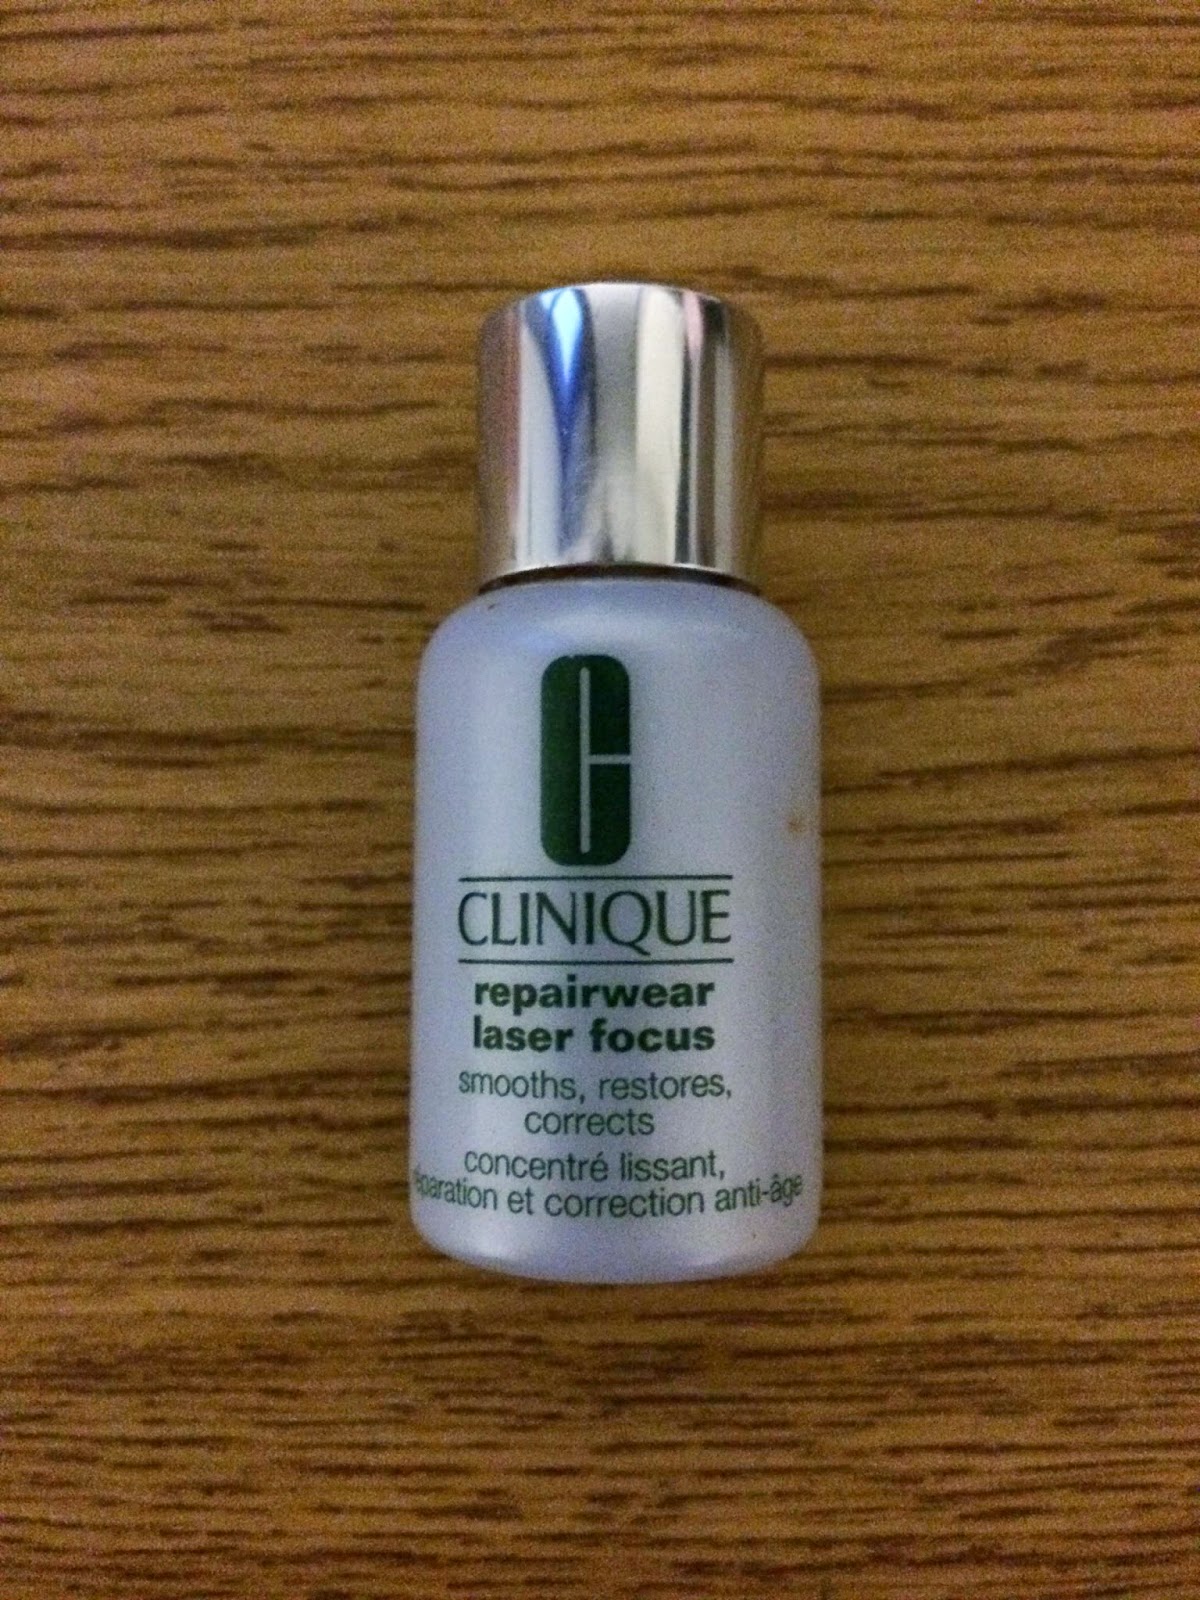 C
CLINIQUE
repairwear
laser focus
smooths, restores,
corrects
concentré lissant,
réparation et correction anti-âge